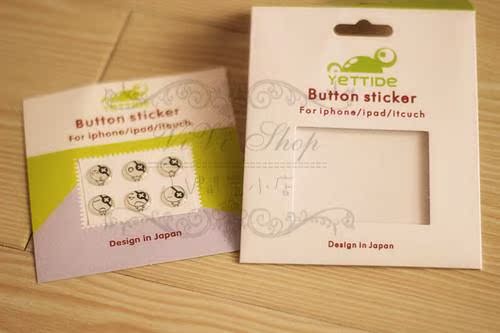 Button sticker
For iphone/ipad/itcuch
Design in Japan
YETTIDE
Button sticker
For iphone/ipad/itcuch
Design in Japan
Shop